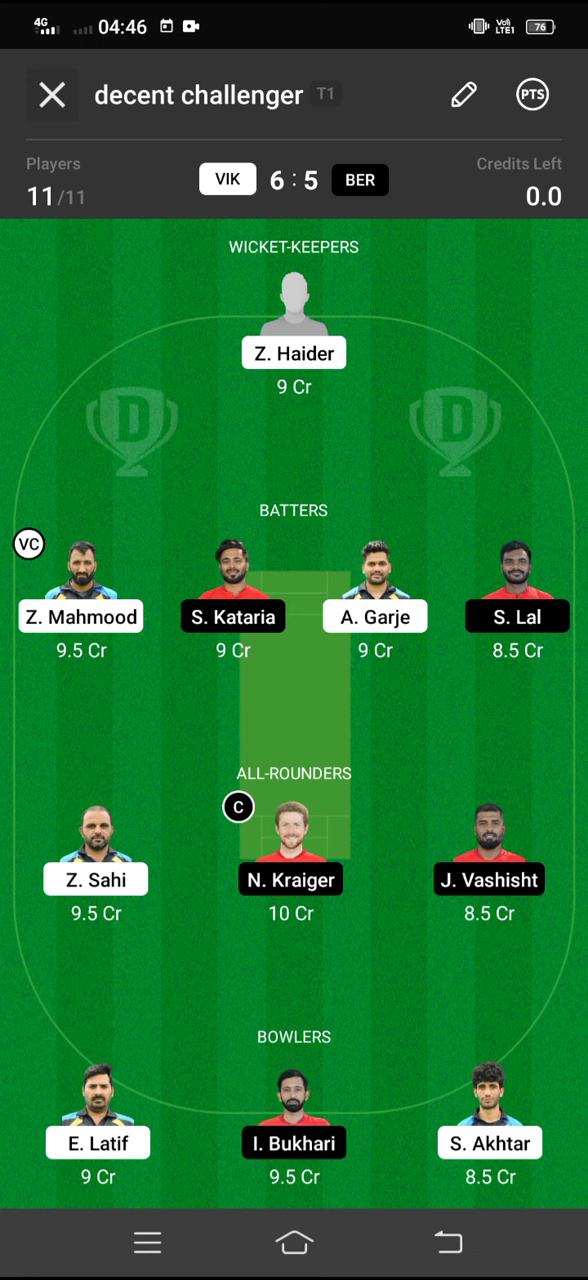 4G 04:46 Vo) LTE1 76
decent challenger T1 PTS
Players VIK 6 : 5 BER Credits Left
11/11 0.0
WICKET-KEEPERS
Z. Haider
9 Cr
D D
BATTERS
VC
Z. Mahmood S. Kataria A. Garje S. Lal
9.5 Cr 9 Cr 9 Cr 8.5 Cr
ALL-ROUNDERS
C
Z. Sahi N. Kraiger J. Vashisht
9.5 Cr 10 Cr 8.5 Cr
BOWLERS
E. Latif I. Bukhari S. Akhtar
9 Cr 9.5 Cr 8.5 Cr